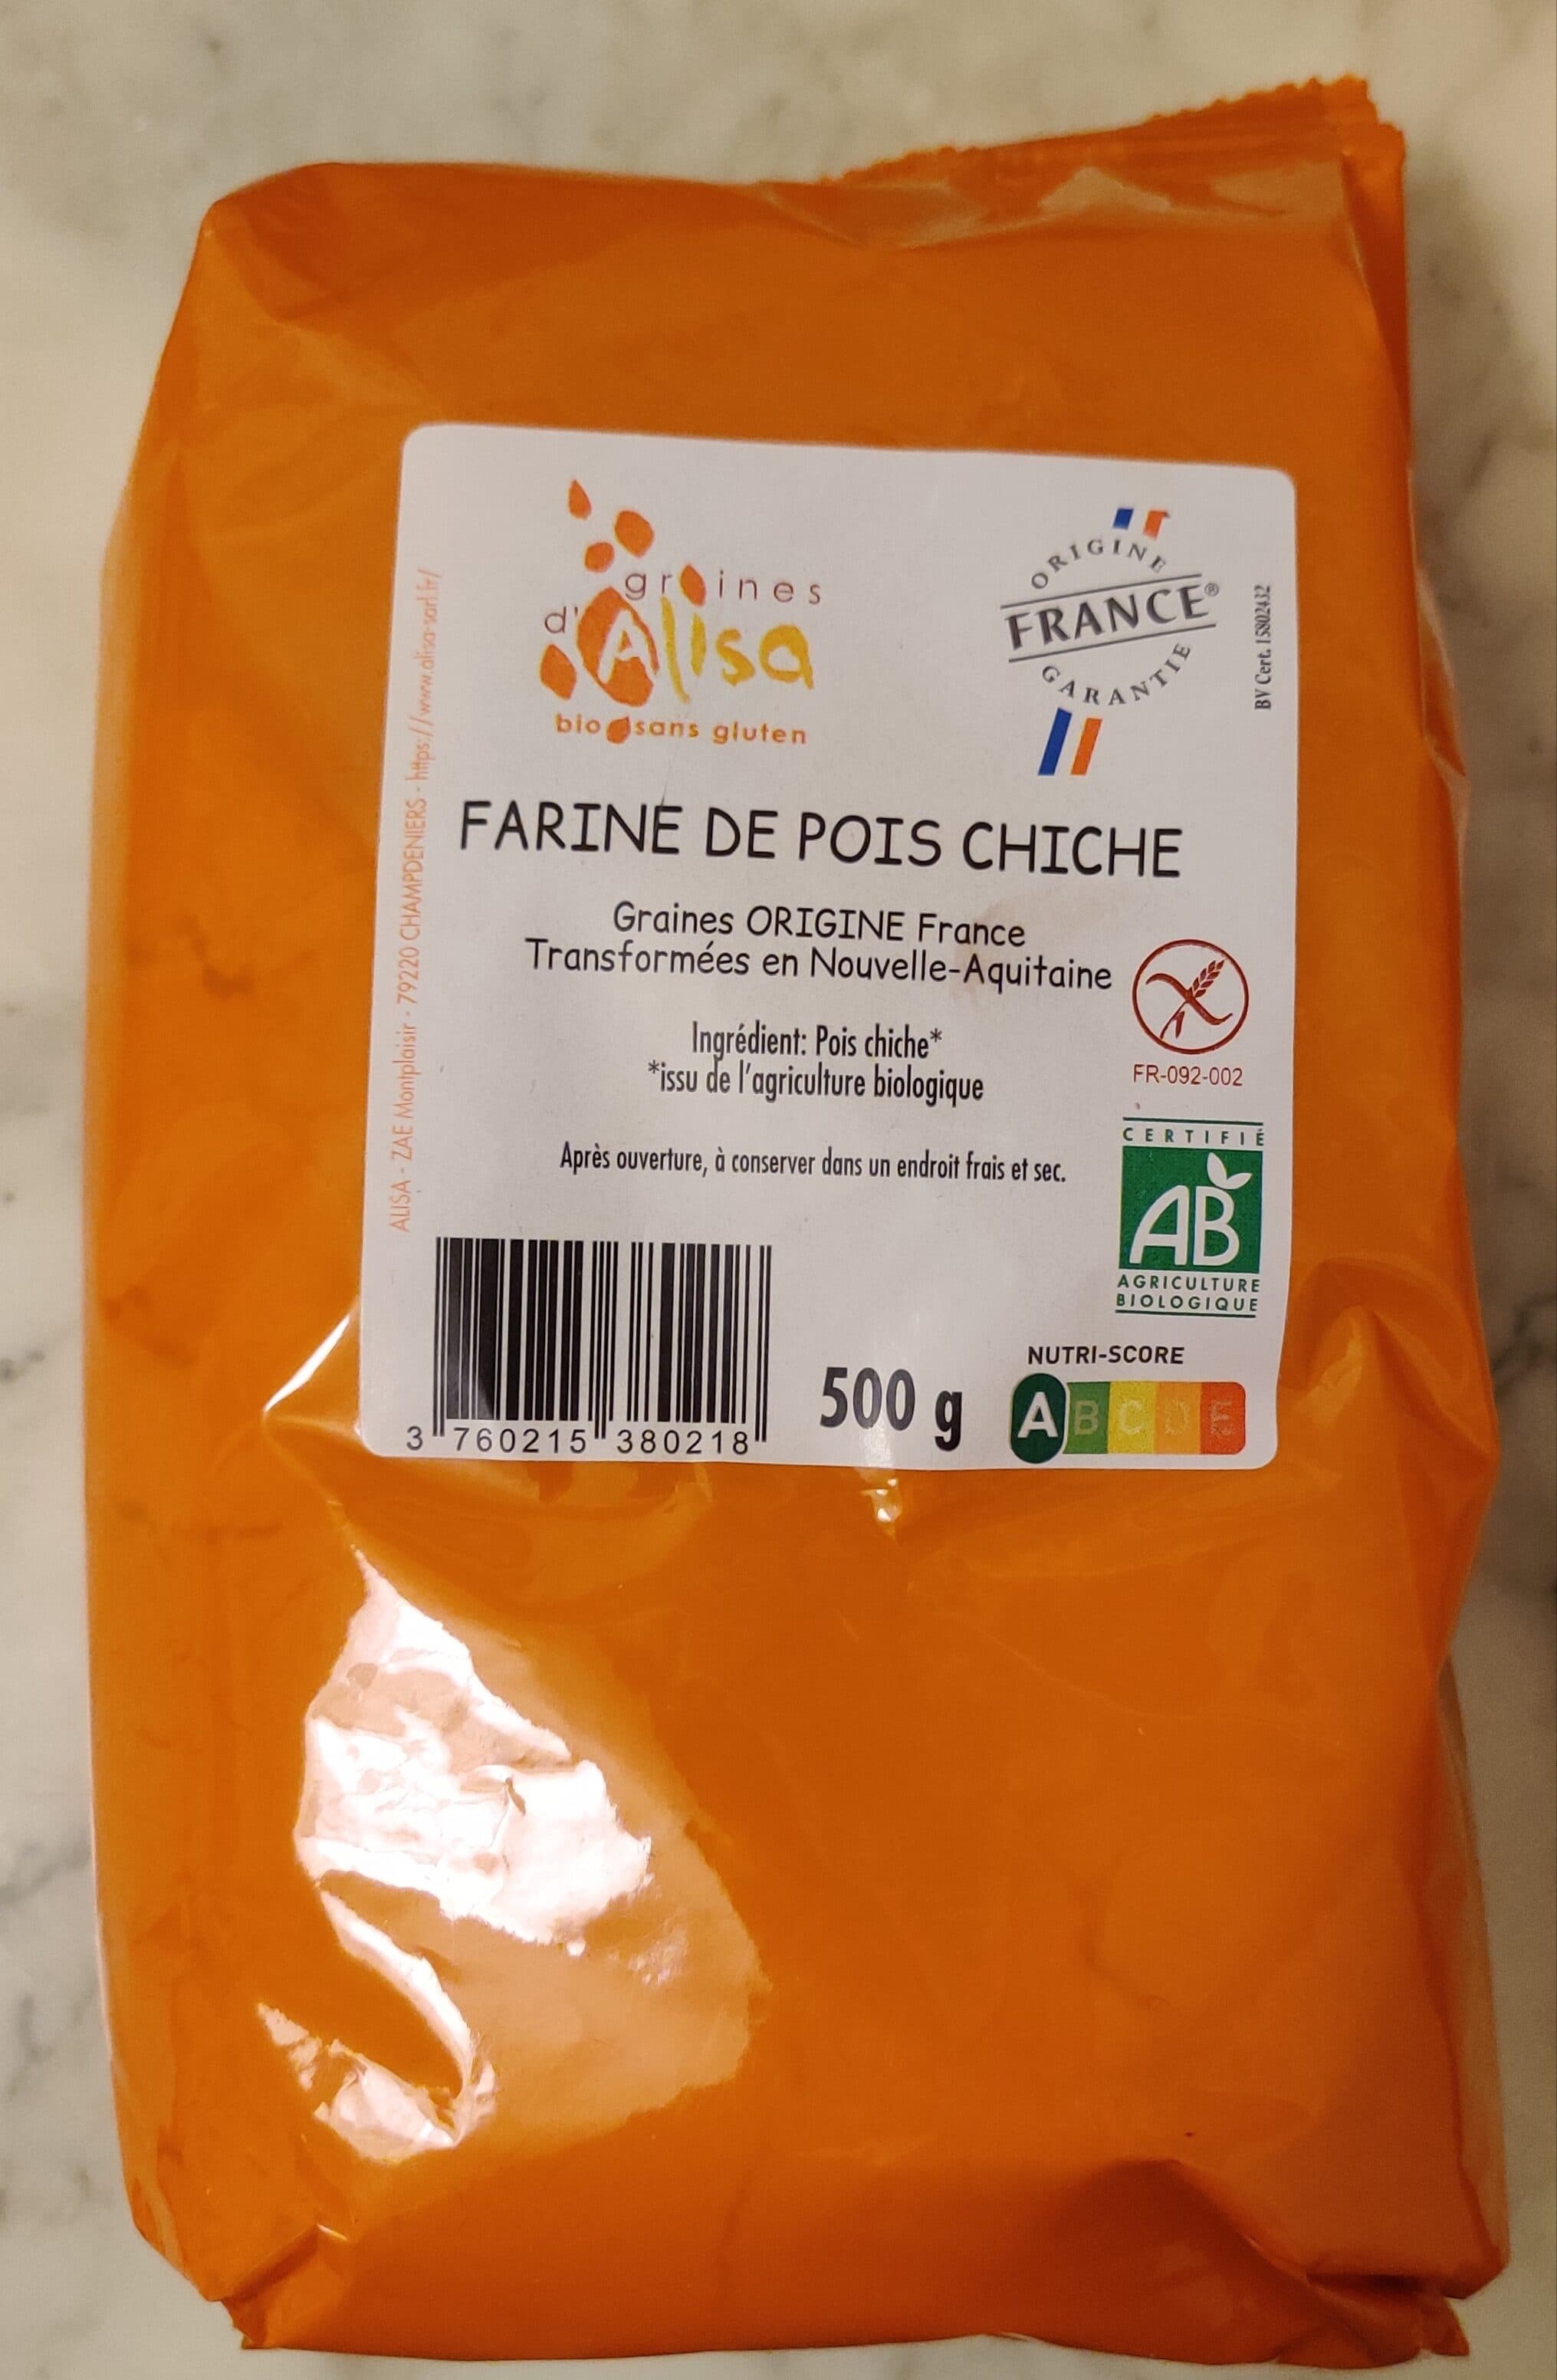 graines
d'Alisa
bio sans gluten
ORIGINE
FRANCE®
GARANTIE
BV Cert. 15802432
ALISA - ZAE Montplaisir - 79220 CHAMPDENIERS - https://www.alisa-sarl.fr/
FARINE DE POIS CHICHE
Graines ORIGINE France
Transformées en Nouvelle-Aquitaine
Ingrédient: Pois chiche*
*issu de l'agriculture biologique
FR-092-002
Après ouverture, à conserver dans un endroit frais et sec.
CERTIFIÉ
AB
AGRICULTURE
BIOLOGIQUE
3 760215 380218
500 g
NUTRI-SCORE
A B C D E